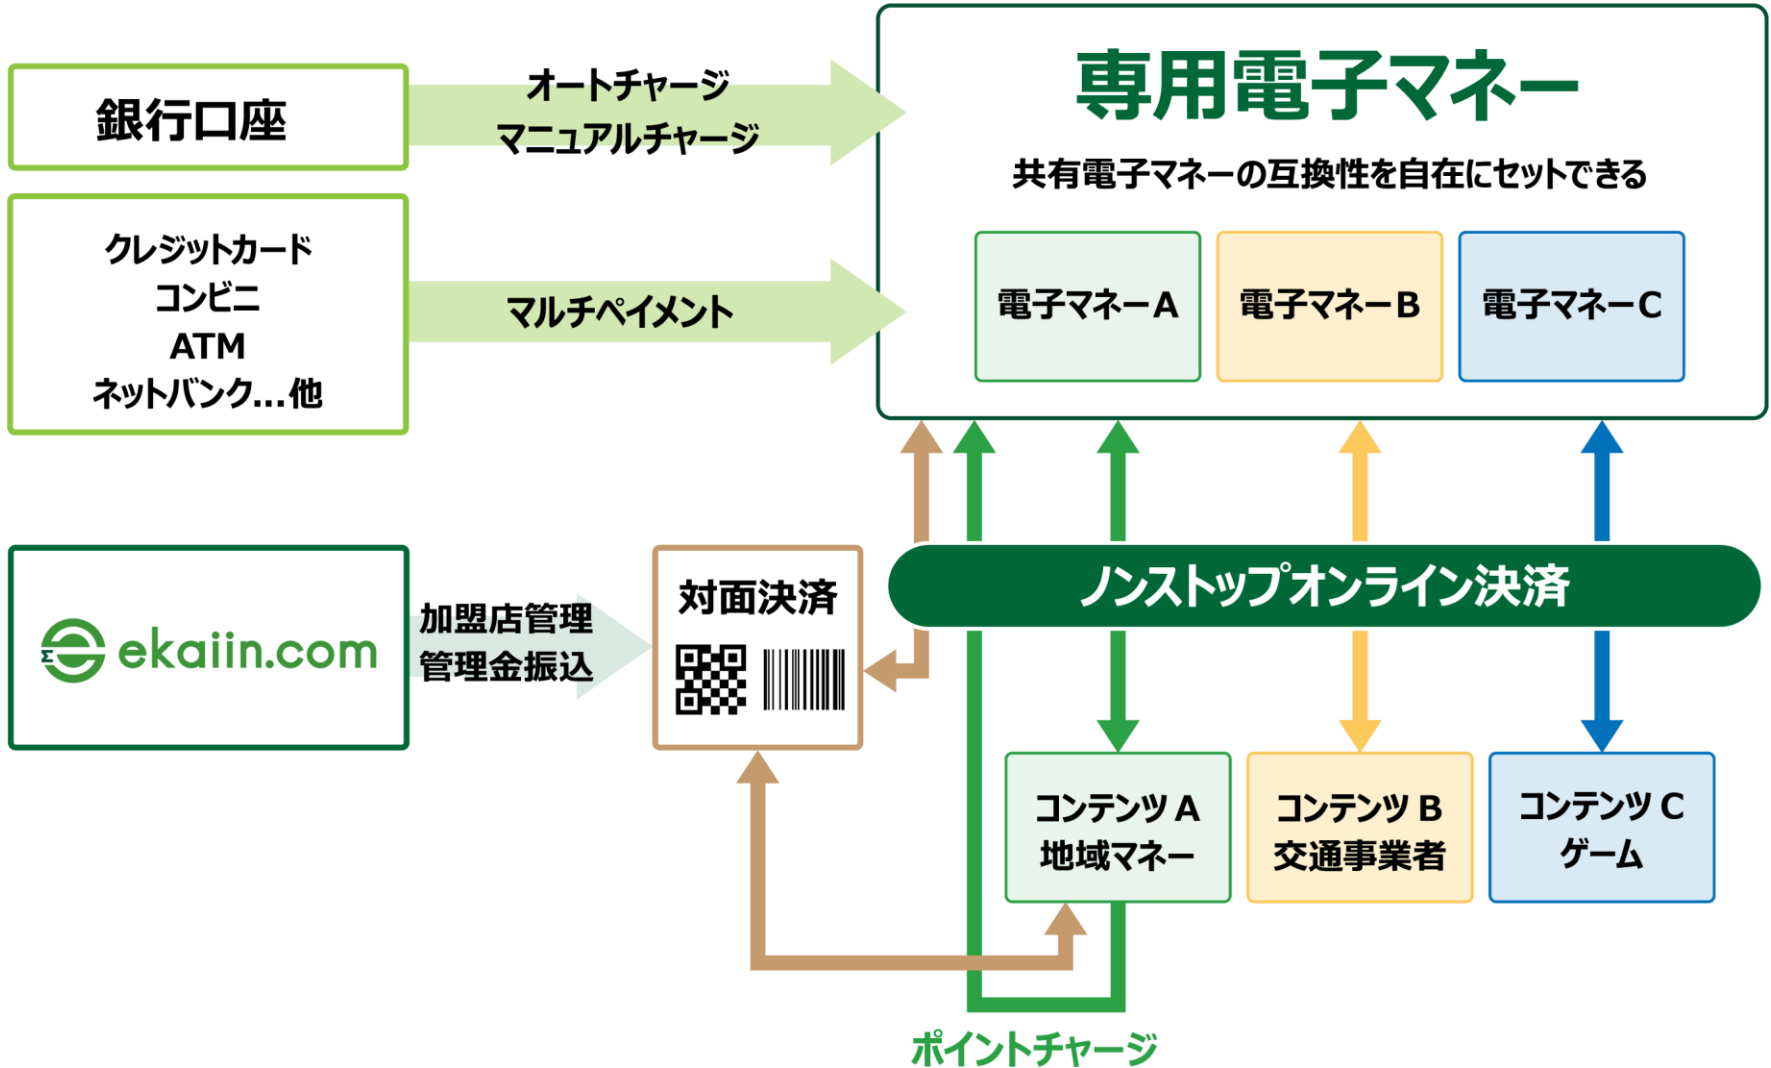 銀行口座
オートチャージ
マニュアルチャージ
専用電子マネー
共有電子マネーの互換性を自在にセットできる
クレジットカード
コンビニ
ATM
ネットバンク...他
マルチペイメント
電子マネーA
電子マネーB
電子マネーC
ekaiin.com
加盟店管理
管理金振込
対面決済
ノンストップオンライン決済
コンテンツ A
地域マネー
コンテンツ B
交通事業者
コンテンツ C
ゲーム
ポイントチャージ